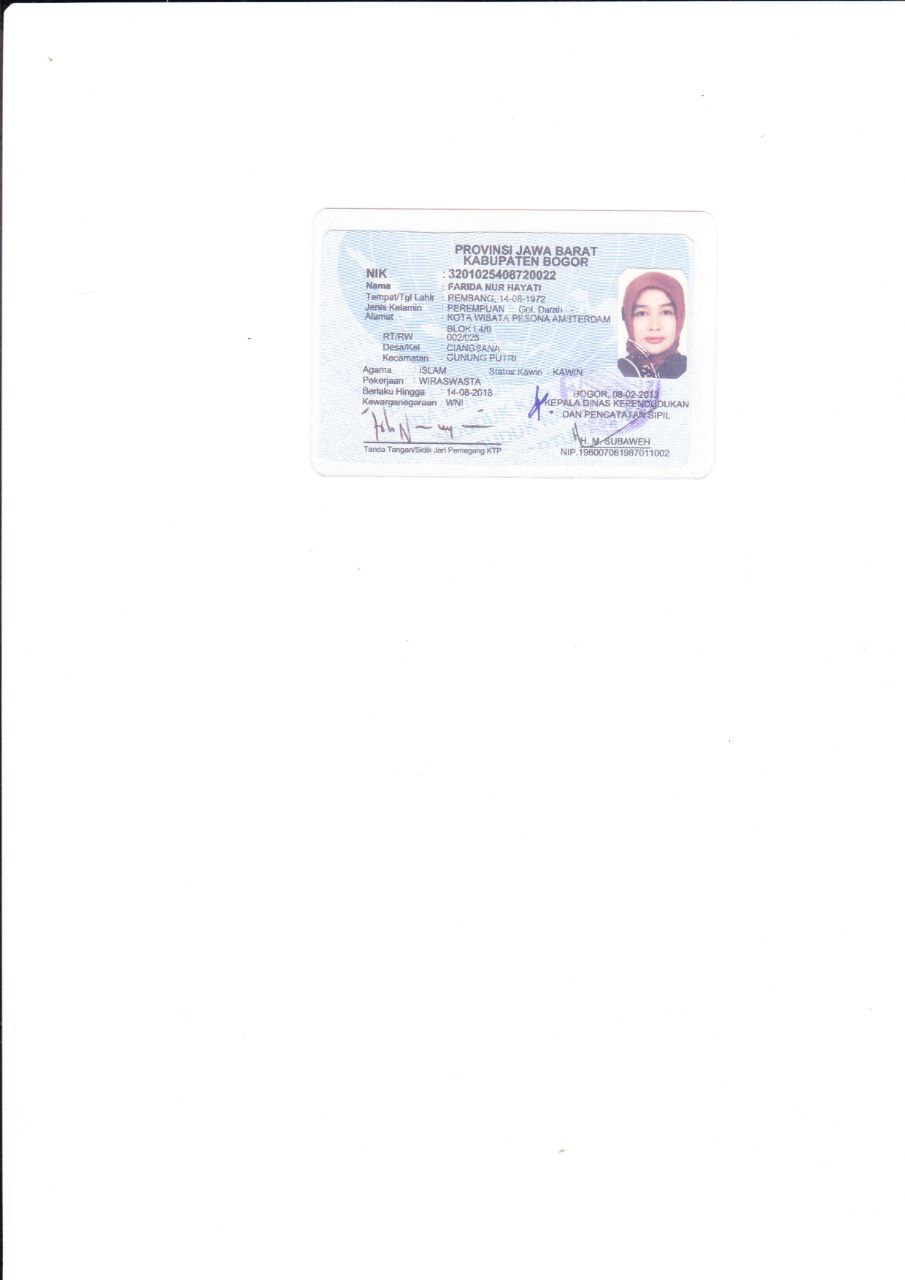 PROVINSI JAWA BARAT
KABUPATEN BOGOR
NIK : 3201025408720022
Nama : FARIDA NUR HAYATI
Tempat/Tgl Lahir : REMBANG, 14-08-1972
Jenis Kelamin : PEREMPUAN Gol. Darah : -
Alamat : KOTA WISATA PESONA AMSTERDAM
BLOK I 4/9
RT/RW : 002/025
Desa/Kel : CIANGSANA
Kecamatan : GUNUNG PUTRI
Agama : ISLAM Status Kawin : KAWIN
Pekerjaan : WIRASWASTA
Berlaku Hingga : 14-08-2018
Kewarganegaraan : WNI
Tanda Tangan/Sidik Jari Pemegang KTP
BOGOR, 08-02-2013
KEPALA DINAS KEPENDUDUKAN
DAN PENCATATAN SIPIL
H. M. SUBAWEH
NIP.196007061987011002